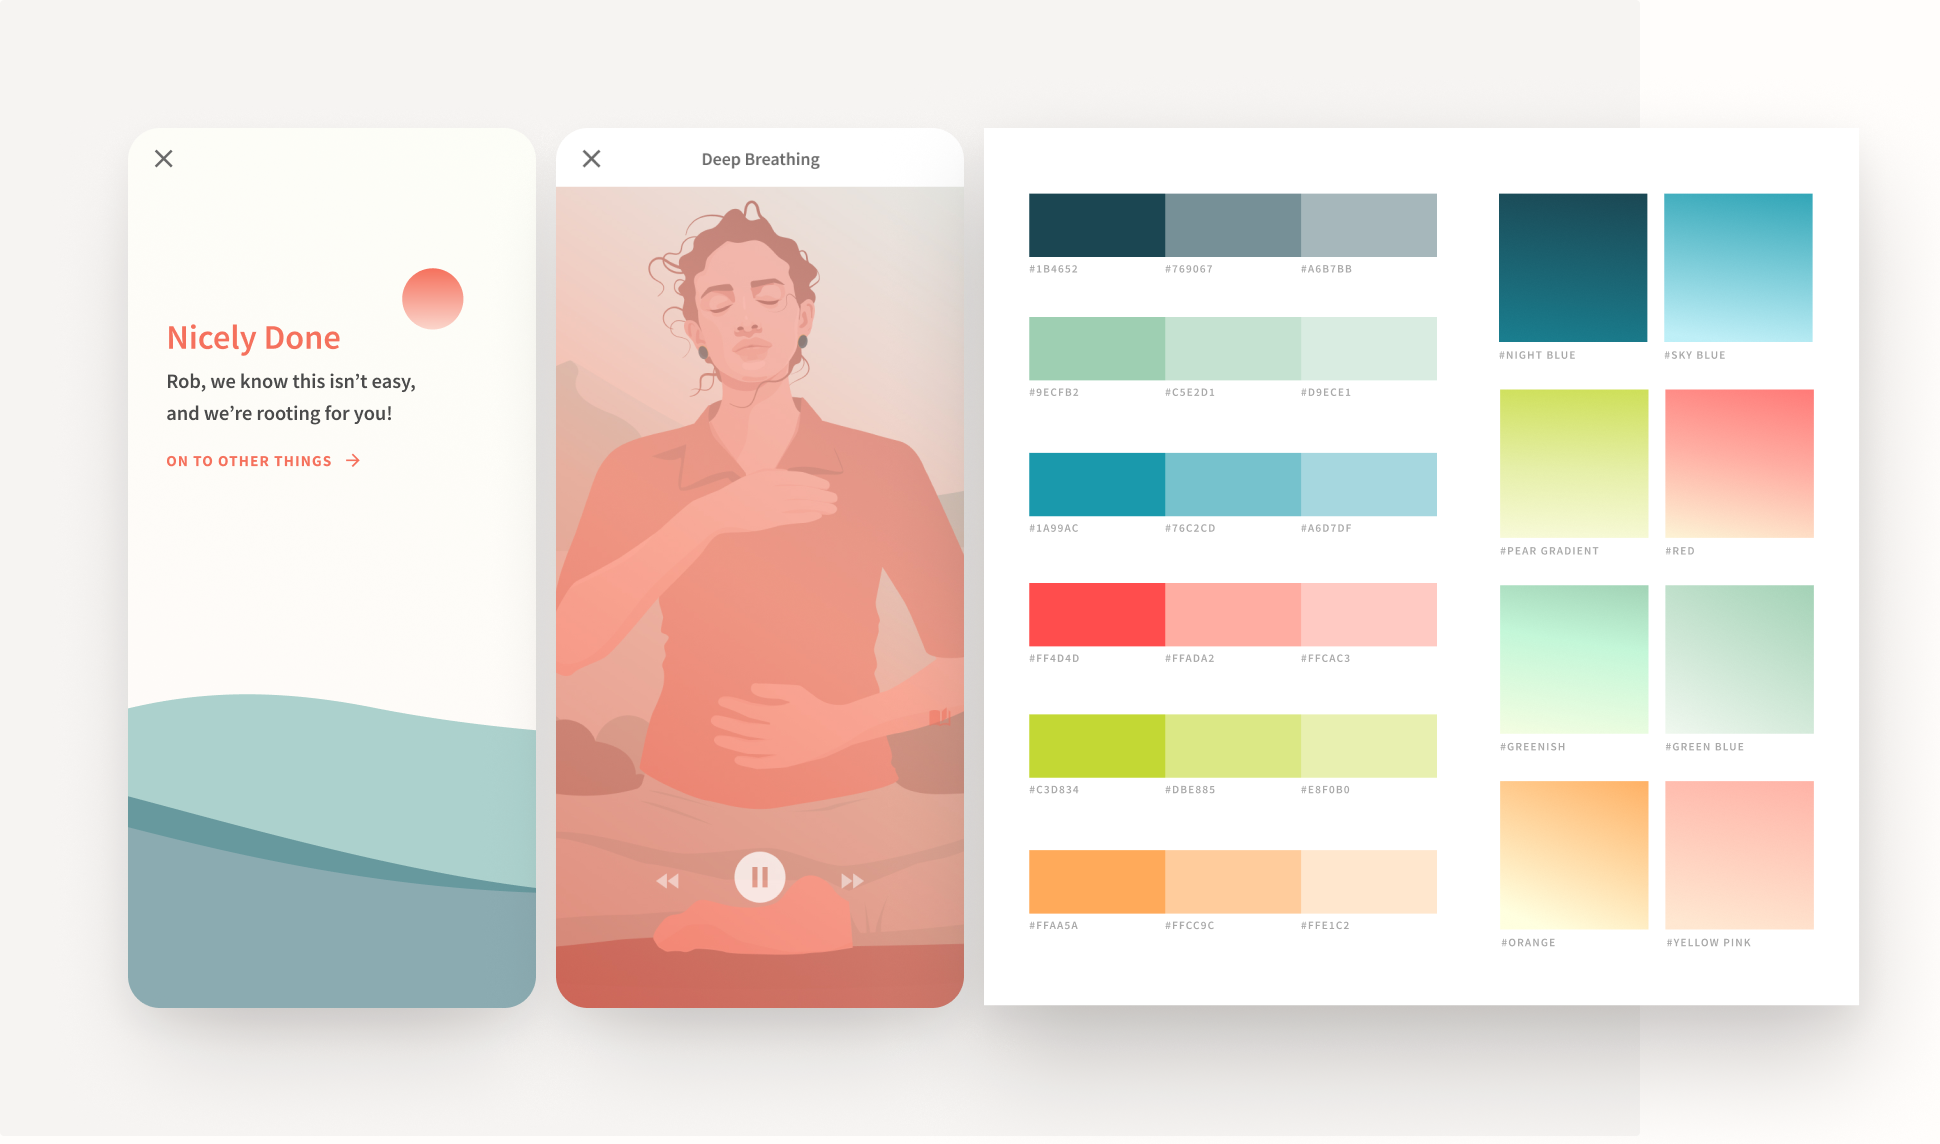 Nicely Done
Rob, we know this isn’t easy,
and we’re rooting for you!
ON TO OTHER THINGS
Deep Breathing
#1B4652 #769067 #A6B7BB
#9ECFB2 #C5E2D1 #D9ECE1
#1A99AC #76C2CD #A6D7DF
#FF4D4D #FFADA2 #FFCAC3
#C3D834 #DBE885 #E8F0B0
#FFAA5A #FFCC9C #FFE1C2
#NIGHT BLUE #SKY BLUE
#PEAR GRADIENT #RED
#GREENISH #GREEN BLUE
#ORANGE #YELLOW PINK